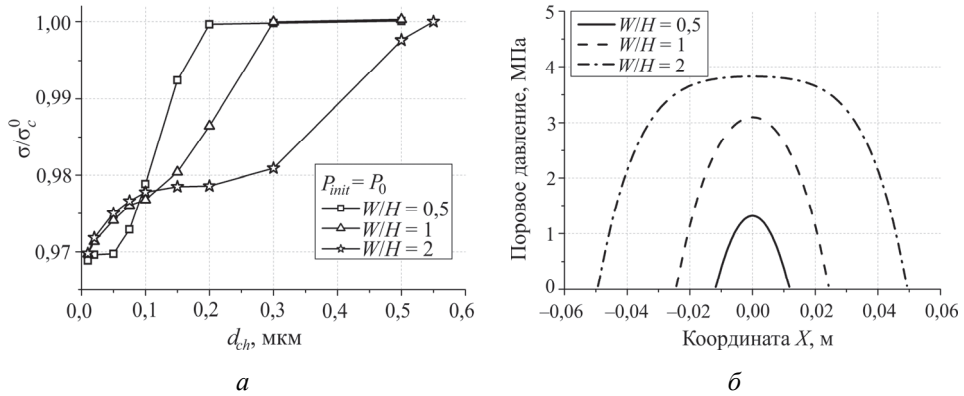 1,00
0,99
0,98
0,97
σ/σ_c^0
P_init = P_0
W/H = 0,5
W/H = 1
W/H = 2
0,0 0,1 0,2 0,3 0,4 0,5 0,6
d_ch, мкм
а
5
4
3
2
1
0
Поровое давление, МПа
W/H = 0,5
W/H = 1
W/H = 2
−0,06 −0,04 −0,02 0,00 0,02 0,04 0,06
Координата X, м
б